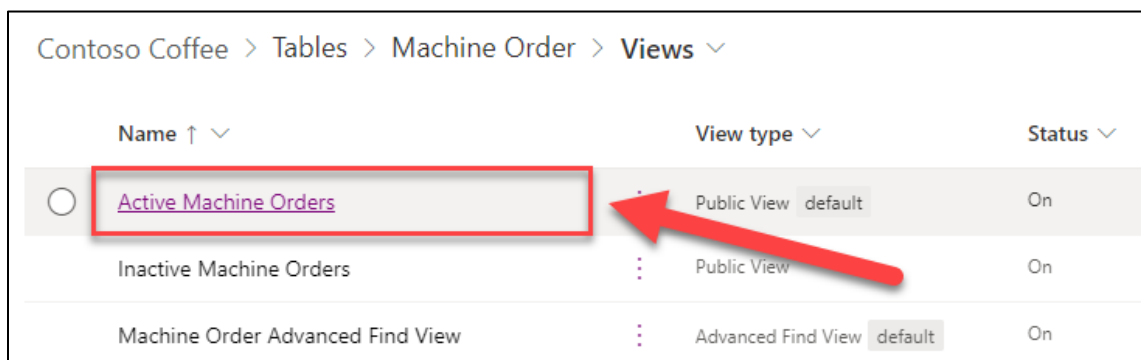 Contoso Coffee > Tables > Machine Order > Views
Name ↑ View type Status
Active Machine Orders Public View default On
Inactive Machine Orders Public View On
Machine Order Advanced Find View Advanced Find View default On